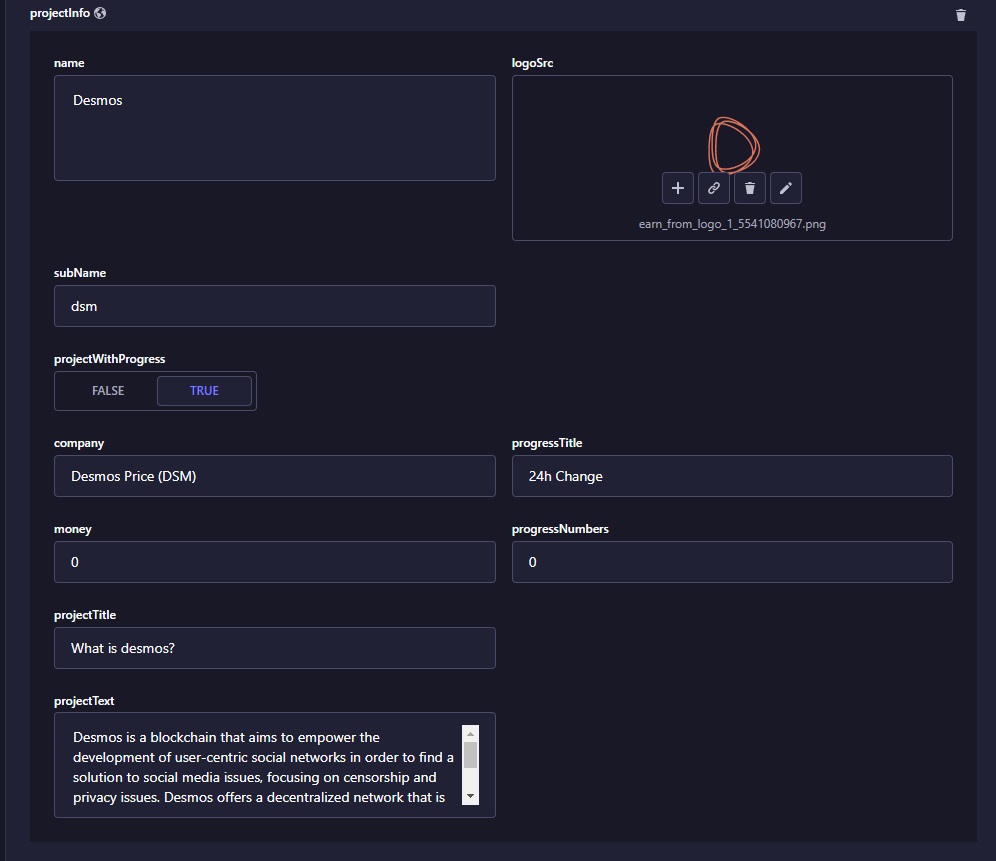 projectInfo
name
logoSrc
Desmos
earn_from_logo_1_5541080967.png
subName
dsm
projectWithProgress
FALSE TRUE
company
progressTitle
Desmos Price (DSM)
24h Change
money
progressNumbers
0
0
projectTitle
What is desmos?
projectText
Desmos is a blockchain that aims to empower the
development of user-centric social networks in order to find a
solution to social media issues, focusing on censorship and
privacy issues. Desmos offers a decentralized network that is